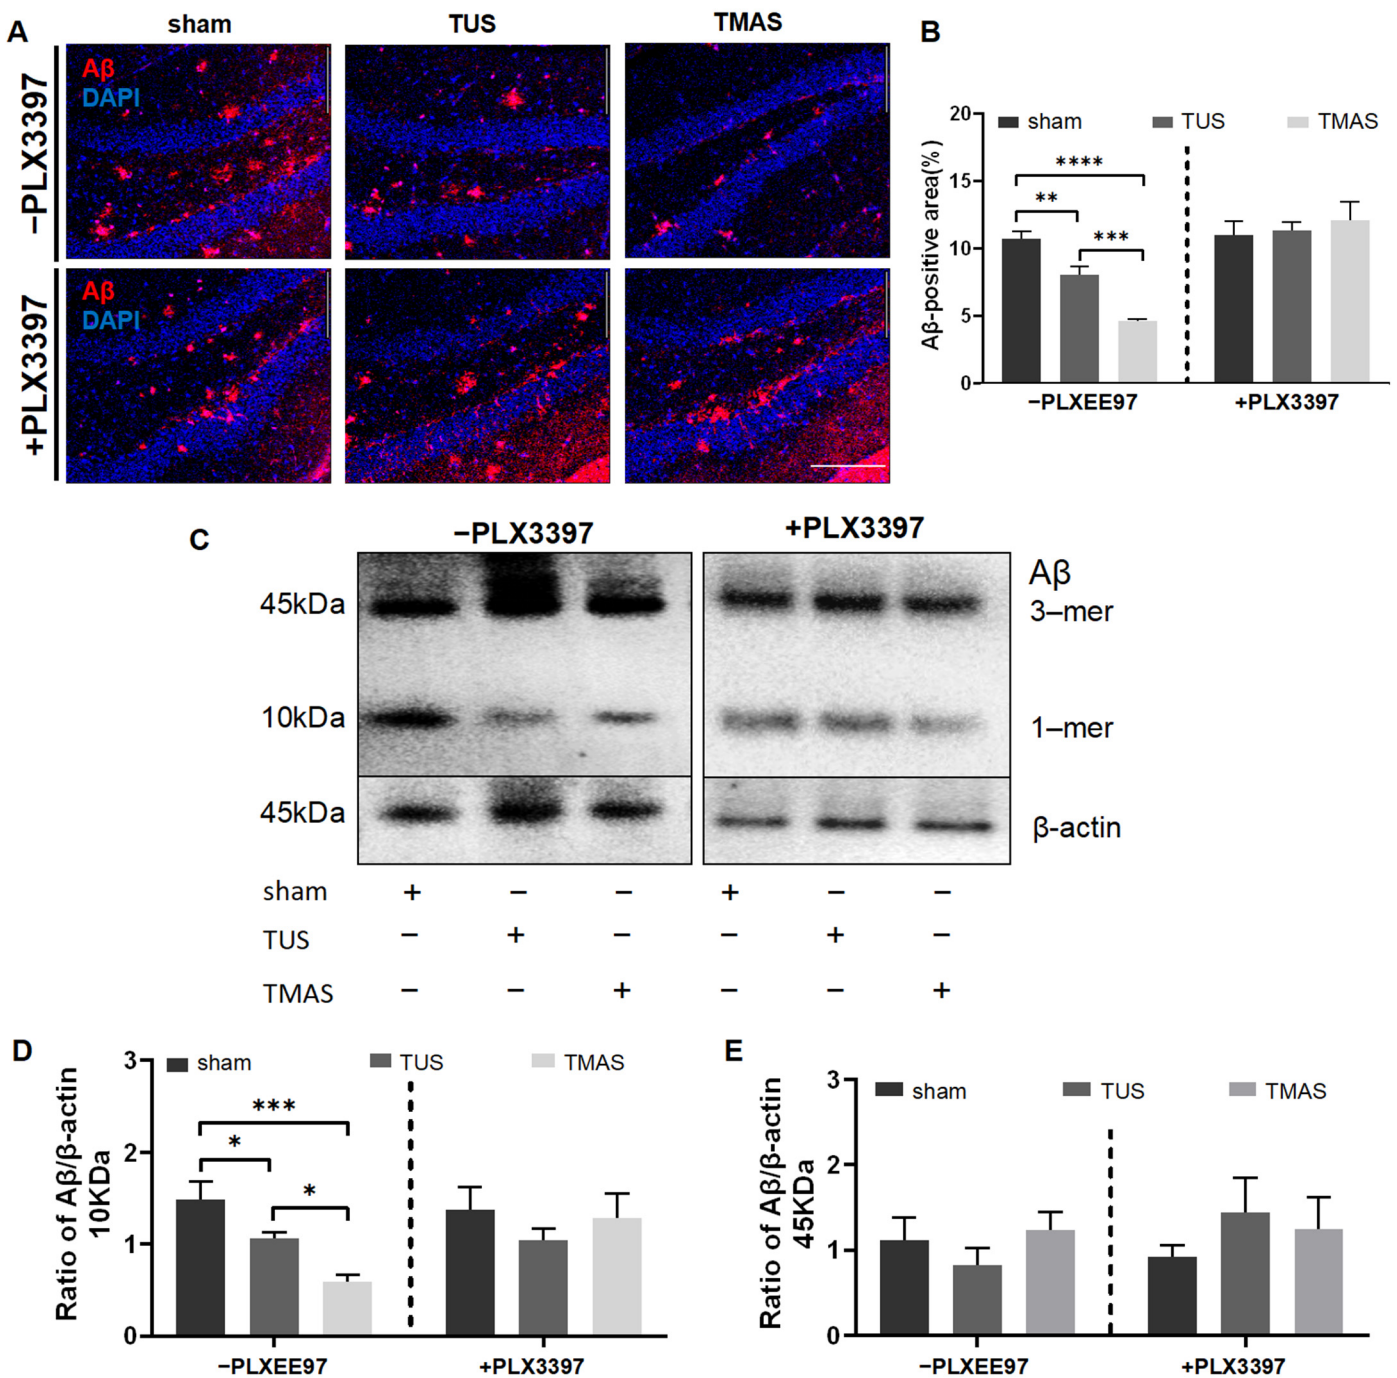 A
sham
TUS
TMAS
−PLX3397
Aβ
DAPI
+PLX3397
Aβ
DAPI
B
Aβ-positive area(%)
20
15
10
5
0
sham
TUS
TMAS
****
**
***
−PLXEE97
+PLX3397
C
−PLX3397
+PLX3397
45kDa
10kDa
45kDa
Aβ
3–mer
1–mer
β-actin
sham + − − + − −
TUS − + − − + −
TMAS − − + − − +
D
Ratio of Aβ/β-actin
10KDa
3
2
1
0
sham
TUS
TMAS
***
*
*
−PLXEE97
+PLX3397
E
Ratio of Aβ/β-actin
45KDa
3
2
1
0
sham
TUS
TMAS
−PLXEE97
+PLX3397